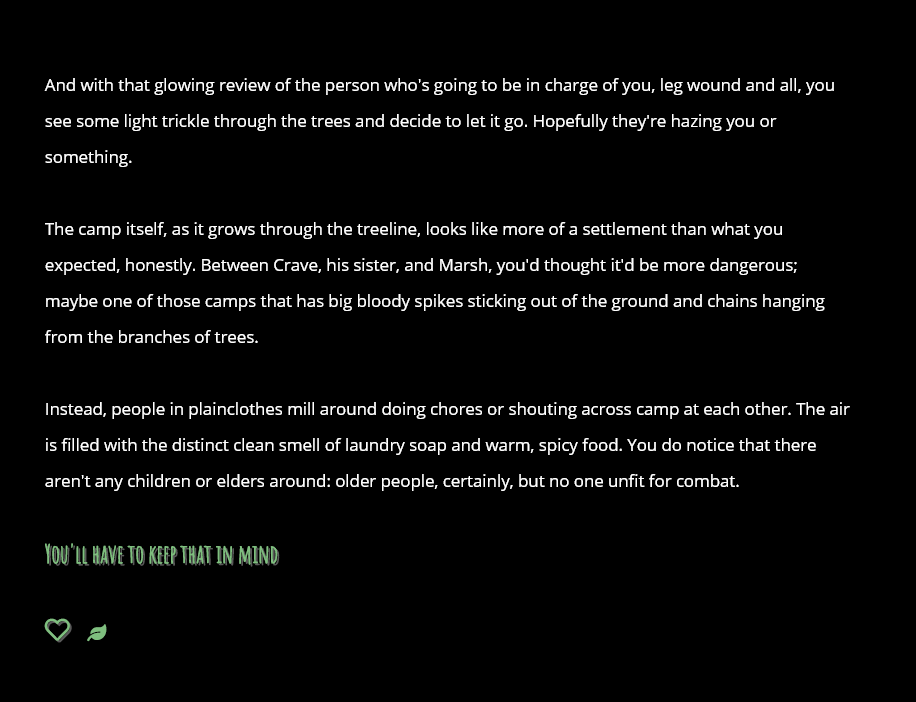 And with that glowing review of the person who's going to be in charge of you, leg wound and all, you
see some light trickle through the trees and decide to let it go. Hopefully they're hazing you or
something.
The camp itself, as it grows through the treeline, looks like more of a settlement than what you
expected, honestly. Between Crave, his sister, and Marsh, you'd thought it'd be more dangerous;
maybe one of those camps that has big bloody spikes sticking out of the ground and chains hanging
from the branches of trees.
Instead, people in plainclothes mill around doing chores or shouting across camp at each other. The air
is filled with the distinct clean smell of laundry soap and warm, spicy food. You do notice that there
aren't any children or elders around: older people, certainly, but no one unfit for combat.
You'll have to keep that in mind